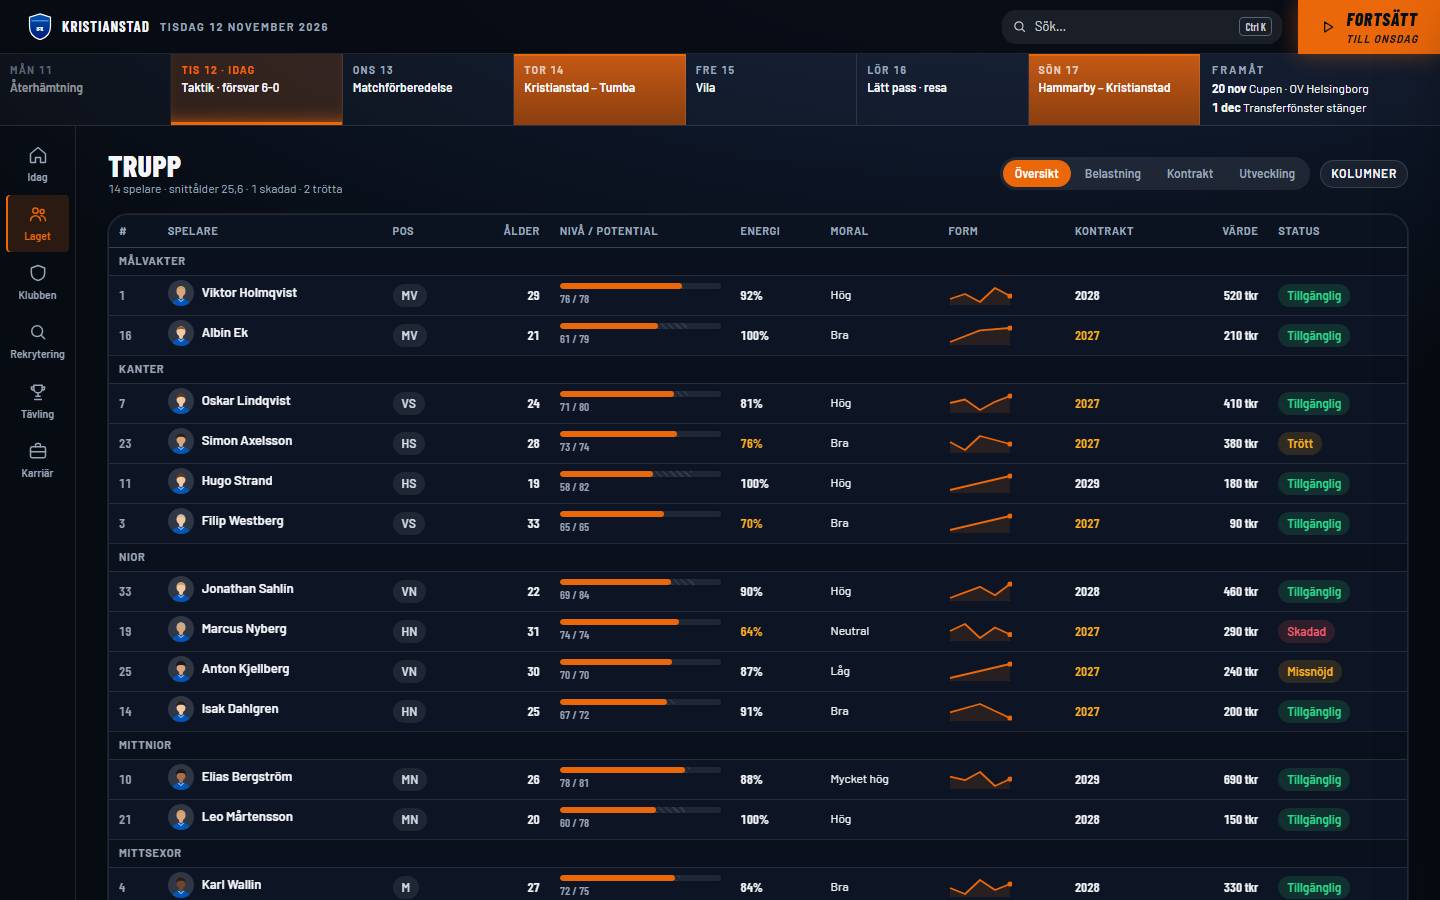 KRISTIANSTAD TISDAG 12 NOVEMBER 2026
Sök... Ctrl K
FORTSÄTT
TILL ONSDAG
MÅN 11
Återhämtning
TIS 12 · IDAG
Taktik · försvar 6-0
ONS 13
Matchförberedelse
TOR 14
Kristianstad – Tumba
FRE 15
Vila
LÖR 16
Lätt pass · resa
SÖN 17
Hammarby – Kristianstad
FRAMÅT
20 nov Cupen · OV Helsingborg
1 dec Transferfönster stänger
Idag
Laget
Klubben
Rekrytering
Tävling
Karriär
TRUPP
14 spelare · snittålder 25,6 · 1 skadad · 2 trötta
Översikt Belastning Kontrakt Utveckling KOLUMNER
# SPELARE POS ÅLDER NIVÅ / POTENTIAL ENERGI MORAL FORM KONTRAKT VÄRDE STATUS
MÅLVAKTER
1 Viktor Holmqvist MV 29 76 / 78 92% Hög 2028 520 tkr Tillgänglig
16 Albin Ek MV 21 61 / 79 100% Bra 2027 210 tkr Tillgänglig
KANTER
7 Oskar Lindqvist VS 24 71 / 80 81% Hög 2027 410 tkr Tillgänglig
23 Simon Axelsson HS 28 73 / 74 76% Bra 2027 380 tkr Trött
11 Hugo Strand HS 19 58 / 82 100% Hög 2029 180 tkr Tillgänglig
3 Filip Westberg VS 33 65 / 65 70% Bra 2027 90 tkr Tillgänglig
NIOR
33 Jonathan Sahlin VN 22 69 / 84 90% Hög 2028 460 tkr Tillgänglig
19 Marcus Nyberg HN 31 74 / 74 64% Neutral 2027 290 tkr Skadad
25 Anton Kjellberg VN 30 70 / 70 87% Låg 2027 240 tkr Missnöjd
14 Isak Dahlgren HN 25 67 / 72 91% Bra 2027 200 tkr Tillgänglig
MITTNIOR
10 Elias Bergström MN 26 78 / 81 88% Mycket hög 2029 690 tkr Tillgänglig
21 Leo Mårtensson MN 20 60 / 78 100% Hög 2028 150 tkr Tillgänglig
MITTSEXOR
4 Karl Wallin M 27 72 / 75 84% Bra 2028 330 tkr Tillgänglig